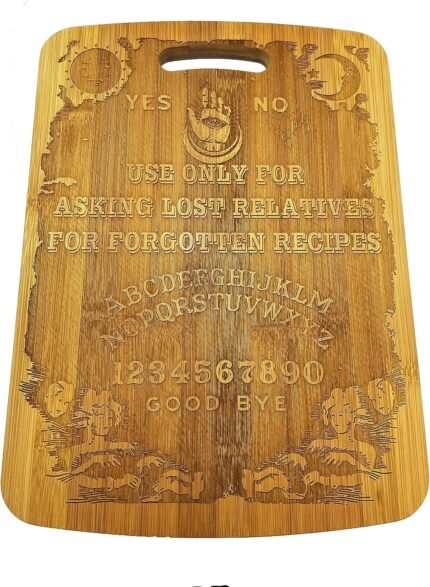 YES NO
USE ONLY FOR
ASKING LOST RELATIVES
FOR FORGOTTEN RECIPES
ABCDEFGHIJKLM
NOPQRSTUVWXYZ
1234567890
GOOD BYE